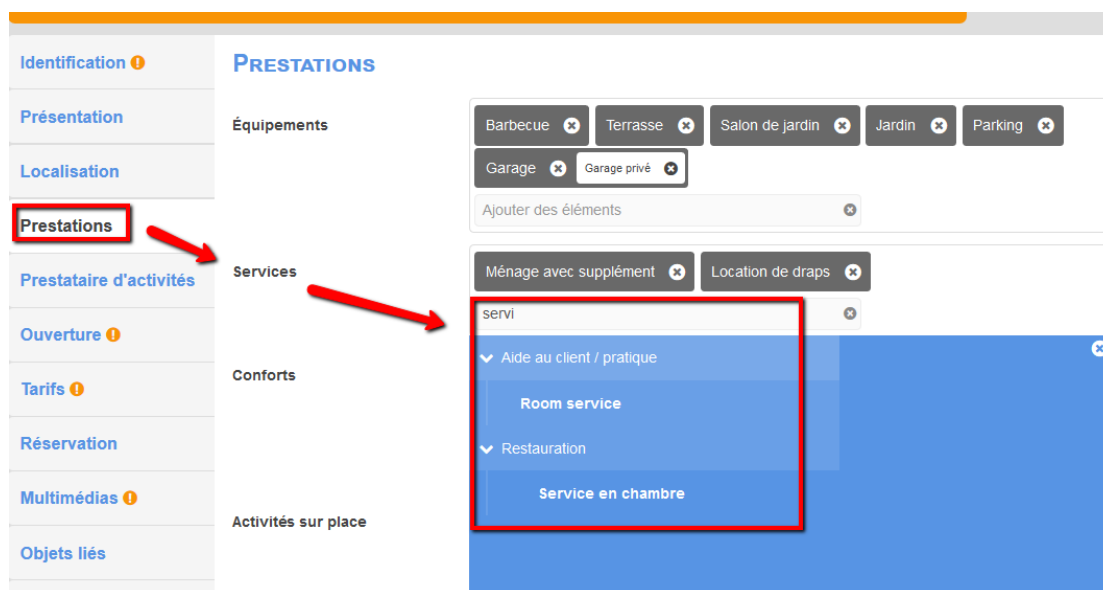 Identification
PRESTATIONS
Présentation
Équipements
Barbecue Terrasse Salon de jardin Jardin Parking
Garage Garage privé
Localisation
Ajouter des éléments
Prestations
Prestataire d'activités
Services
Ménage avec supplément Location de draps
servi
Ouverture
Aide au client / pratique
Conforts
Tarifs
Room service
Réservation
Restauration
Multimédias
Service en chambre
Activités sur place
Objets liés